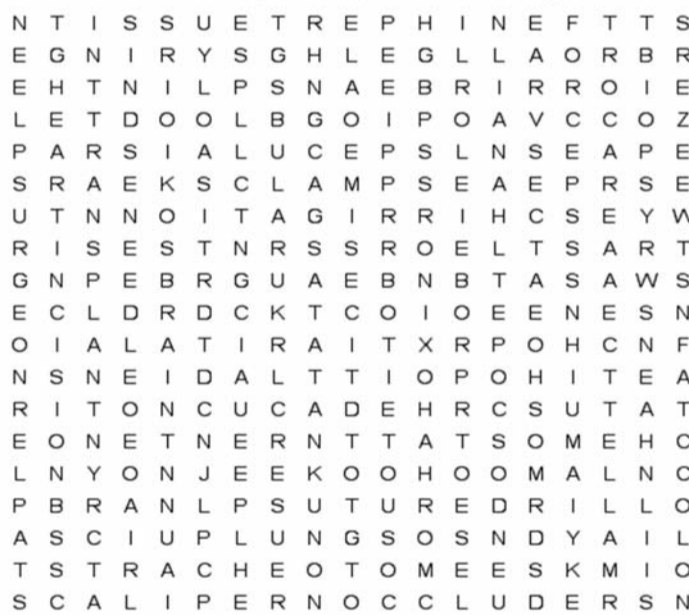 N T I S S U E T R E P H I N E F T T S
E G N I R Y S G H L E G L L A O R B R
E H T N I L P S N A E B R I R R O I E
L E T D O O L B G O I P O A V C C O Z
P A R S I A L U C E P S L N S E A P E
S R A E K S C L A M P S E A E P R S E
U T N N O I T A G I R R I H C S E Y W
R I S E S T N R S S R O E L T S A R T
G N P E B R G U A E B N B T A S A W S
E C L D R D C K T C O I O E E N E S N
O I A L A T I R A I T X R P O H C N F
N S N E I D A L T T I O P O H I T E A
R I T O N C U C A D E H R C S U T A T
E O N E T N E R N T T A T S O M E H C
L N Y O N J E E K O O H O O M A L N C
P B R A N L P S U T U R E D R I L L O
A S C I U P L U N G S O S N D Y A I L
T S T R A C H E O T O M E E S K M I O
S C A L I P E R N O C C L U D E R S N